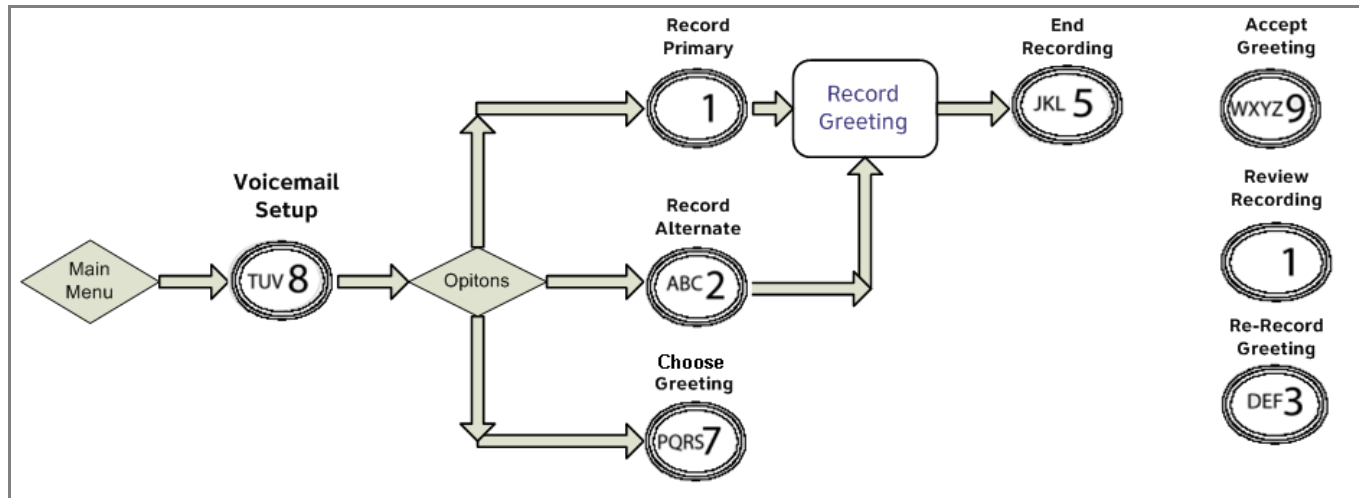 Record
Primary
1
Record
Greeting
End
Recording
JKL 5
Accept
Greeting
WXYZ 9
Main
Menu
Voicemail
Setup
TUV 8
Opitons
Record
Alternate
ABC 2
Review
Recording
1
Choose
Greeting
PQRS 7
Re-Record
Greeting
DEF 3